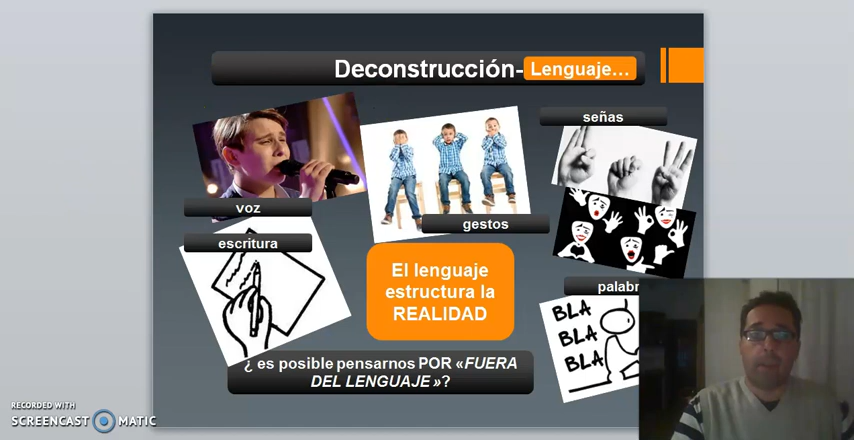 Deconstrucción- Lenguaje…
señas
voz
gestos
escritura
El lenguaje
estructura la
REALIDAD
palabr
BLA
BLA
BLA
¿ es posible pensarnos POR «FUERA
DEL LENGUAJE »?
RECORDED WITH
SCREENCAST MATIC